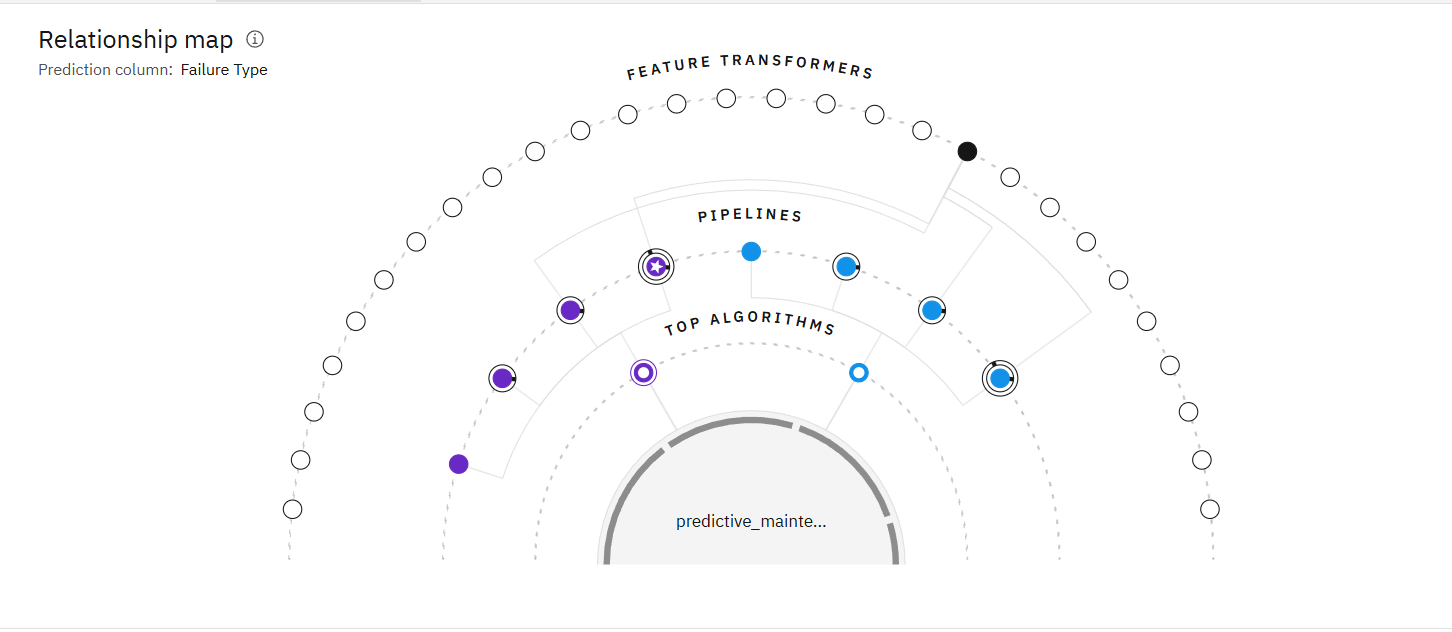 Relationship map
Prediction column: Failure Type
FEATURE TRANSFORMERS
PIPELINES
TOP ALGORITHMS
predictive_mainte...